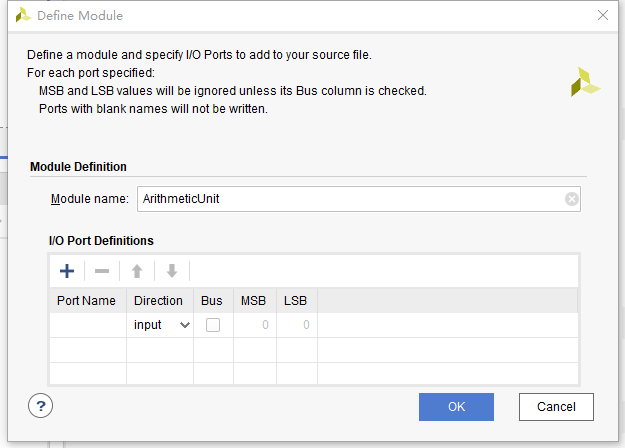 Define Module
Define a module and specify I/O Ports to add to your source file.
For each port specified:
MSB and LSB values will be ignored unless its Bus column is checked.
Ports with blank names will not be written.
Module Definition
Module name: ArithmeticUnit
I/O Port Definitions
Port Name Direction Bus MSB LSB
input 0 0
? OK Cancel